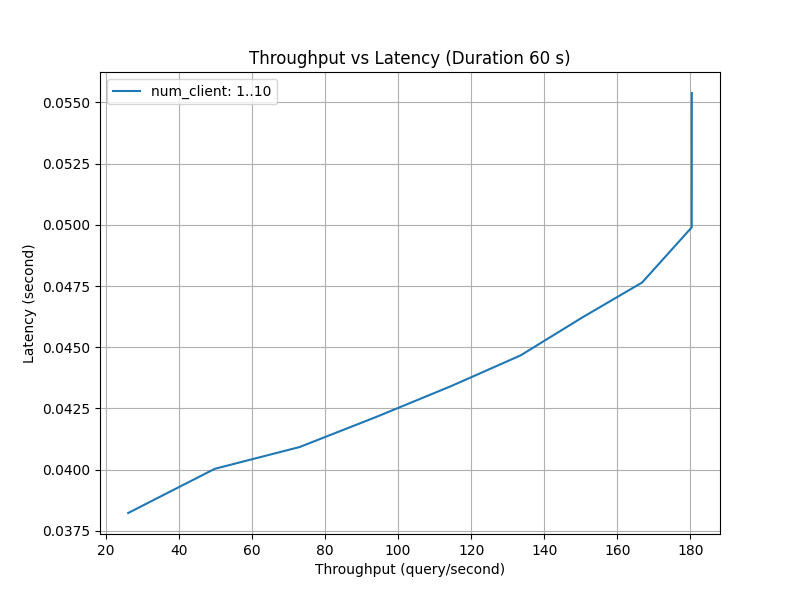 Throughput vs Latency (Duration 60 s)
num_client: 1..10
0.0550
0.0525
0.0500
0.0475
0.0450
0.0425
0.0400
0.0375
Latency (second)
20 40 60 80 100 120 140 160 180
Throughput (query/second)